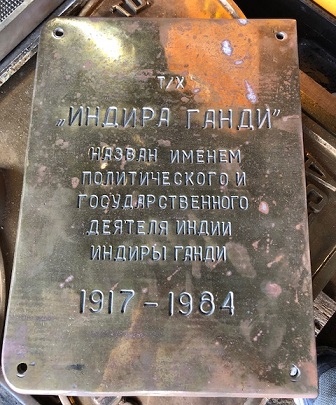 Т/Х
„ИНДИРА ГАНДИ"
НАЗВАН ИМЕНЕМ
ПОЛИТИЧЕСКОГО И
ГОСУДАРСТВЕННОГО
ДЕЯТЕЛЯ ИНДИИ
ИНДИРЫ ГАНДИ
1917 - 1984